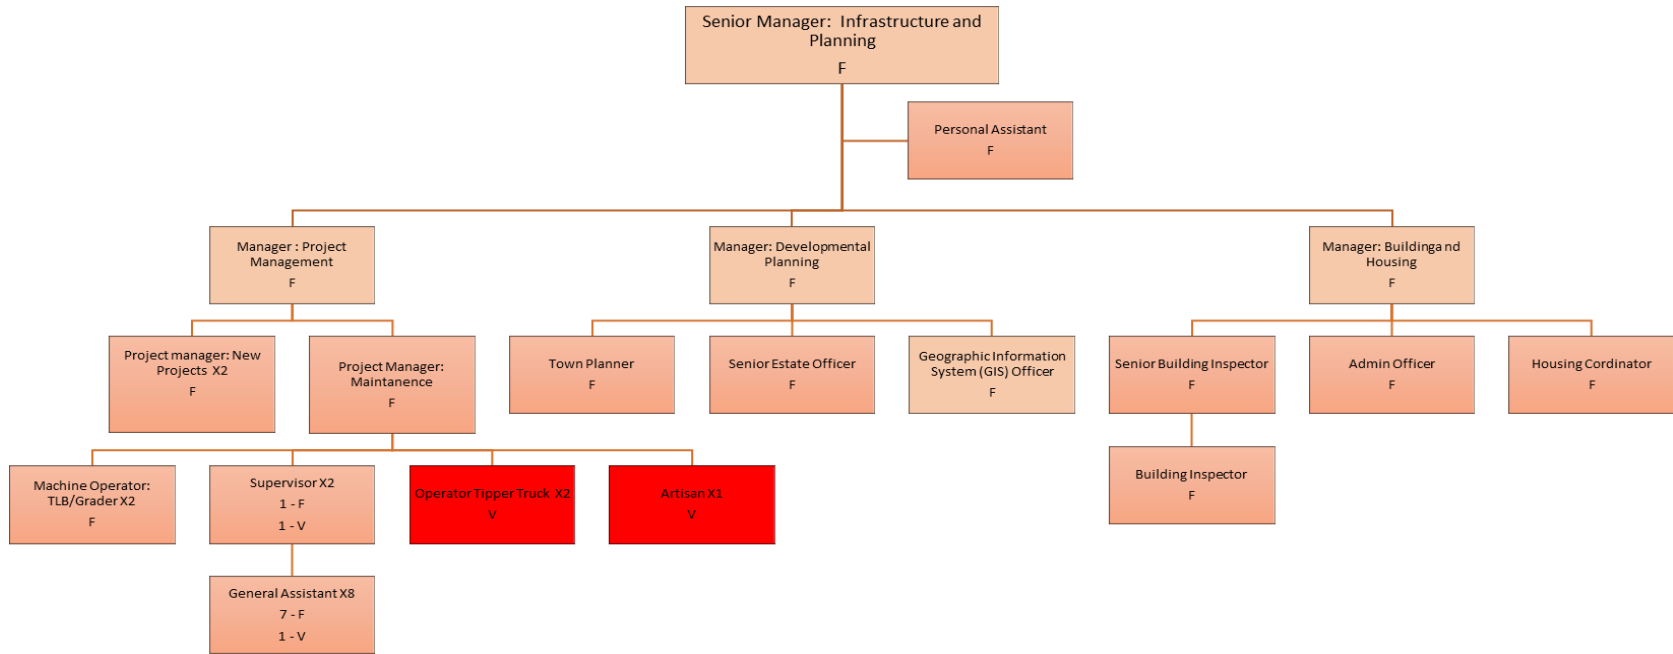 Senior Manager:  Infrastructure and
Planning
F
Personal Assistant
F
Manager : Project
Management
F
Manager: Developmental
Planning
F
Manager: Buildinga nd
Housing
F
Project manager: New
Projects X2
F
Project Manager:
Maintanence
F
Town Planner
F
Senior Estate Officer
F
Geographic Information
System (GIS) Officer
F
Senior Building Inspector
F
Admin Officer
F
Housing Cordinator
F
Machine Operator:
TLB/Grader X2
F
Supervisor X2
1 - F
1 - V
Operator Tipper Truck X2
V
Artisan X1
V
Building Inspector
F
General Assistant X8
7 - F
1 - V